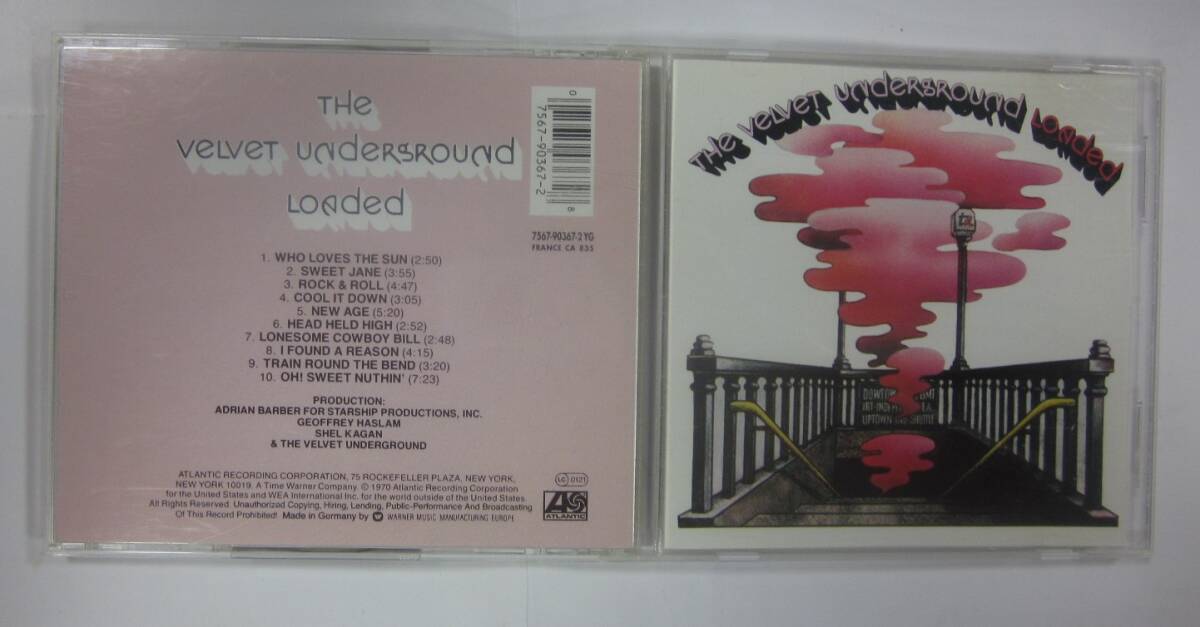 THE
VELVET UNDERGROUND
LOADED
0
7567-90367-2
8
7567-90367-2 YG
FRANCE CA 835
1. WHO LOVES THE SUN (2:50)
2. SWEET JANE (3:55)
3. ROCK & ROLL (4:47)
4. COOL IT DOWN (3:05)
5. NEW AGE (5:20)
6. HEAD HELD HIGH (2:52)
7. LONESOME COWBOY BILL (2:48)
8. I FOUND A REASON (4:15)
9. TRAIN ROUND THE BEND (3:20)
10. OH! SWEET NUTHIN' (7:23)
PRODUCTION:
ADRIAN BARBER FOR STARSHIP PRODUCTIONS, INC.
GEOFFREY HASLAM
SHEL KAGAN
& THE VELVET UNDERGROUND
ATLANTIC RECORDING CORPORATION, 75 ROCKEFELLER PLAZA, NEW YORK,
NEW YORK 10019. A Time Warner Company. © 1970 Atlantic Recording Corporation
for the United States and WEA International Inc. for the world outside of the United States.
All Rights Reserved. Unauthorized Copying, Hiring, Lending, Public-Performance And Broadcasting
Of This Record Prohibited! Made in Germany by WARNER MUSIC MANUFACTURING EUROPE
LC 0121
ATLANTIC
THE VELVET UNDERGROUND LOADED
UPTOWN AND SHUTTLE